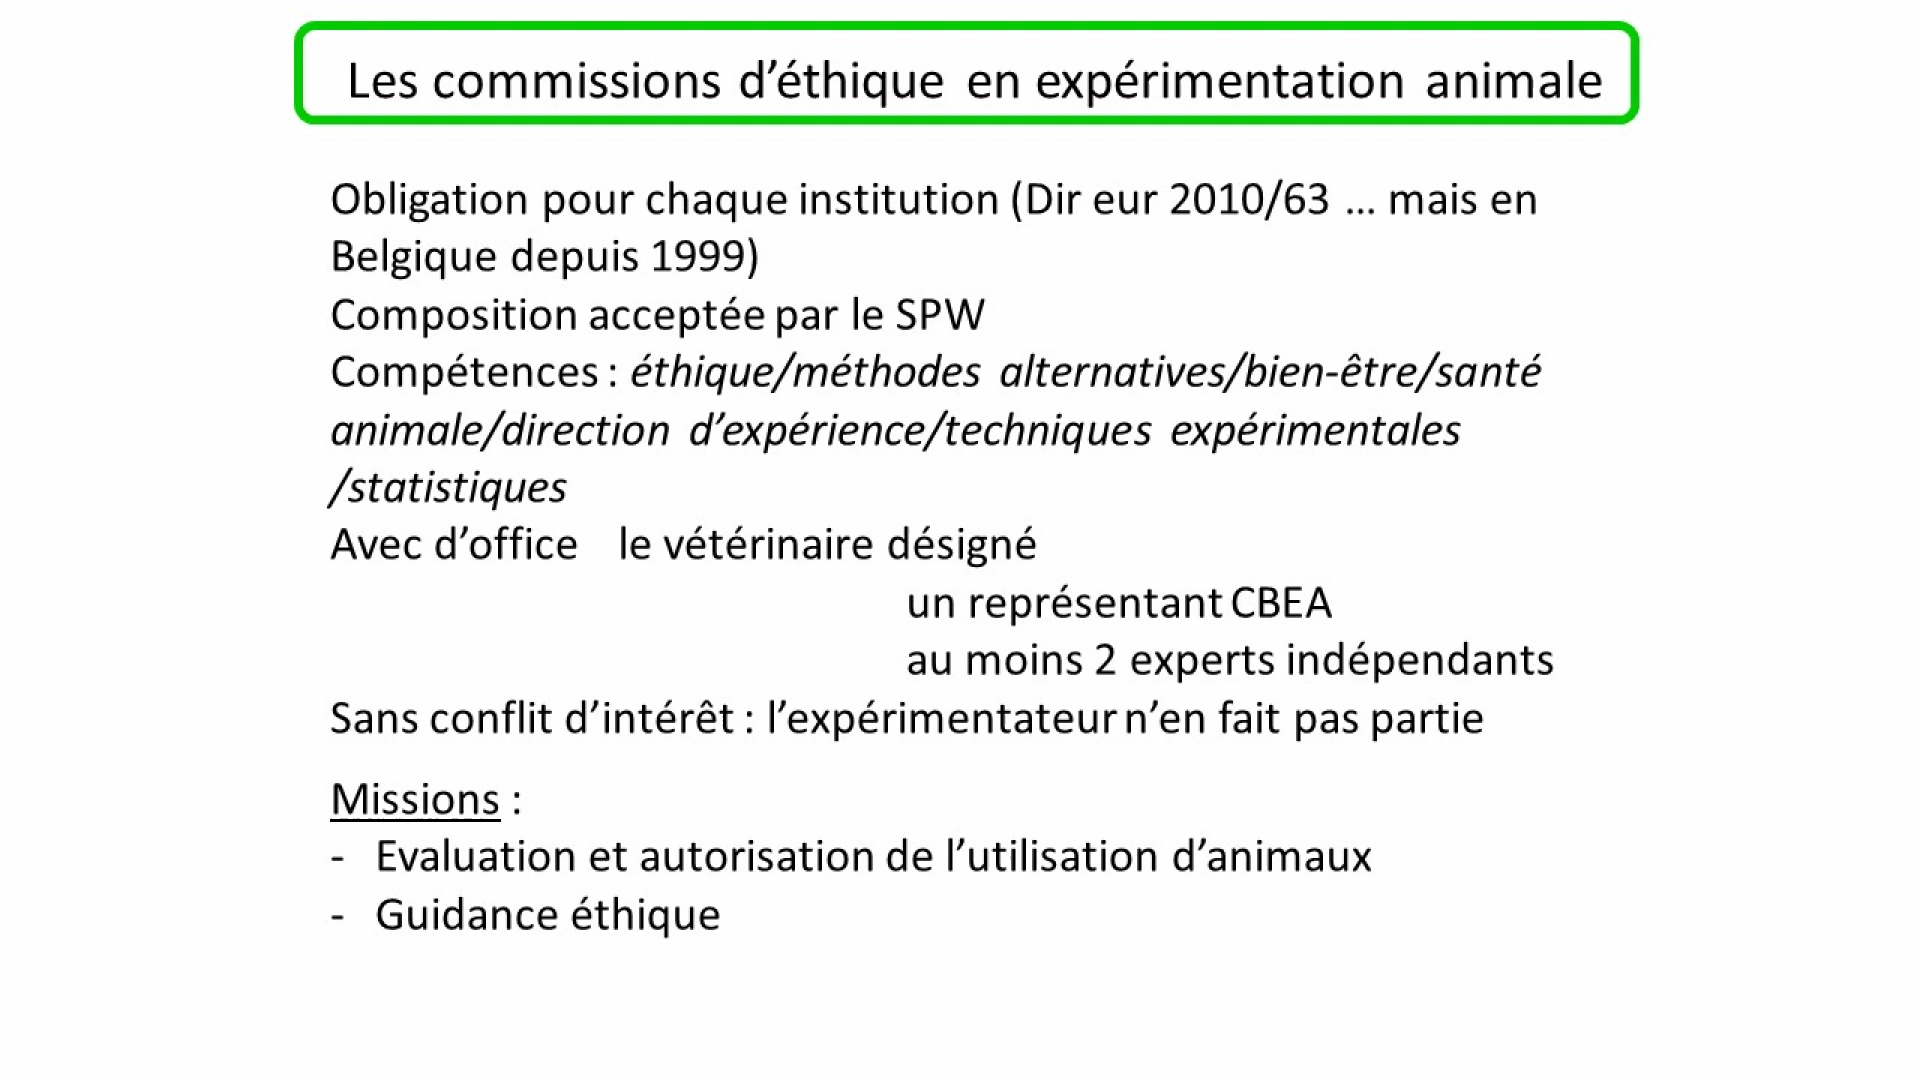 Les commissions d’éthique en expérimentation animale
Obligation pour chaque institution (Dir eur 2010/63 ... mais en
Belgique depuis 1999)
Composition acceptée par le SPW
Compétences : éthique/méthodes alternatives/bien-être/santé
animale/direction d’expérience/techniques expérimentales
/statistiques
Avec d’office le vétérinaire désigné
un représentant CBEA
au moins 2 experts indépendants
Sans conflit d’intérêt : l’expérimentateur n’en fait pas partie
Missions :
- Evaluation et autorisation de l’utilisation d’animaux
- Guidance éthique